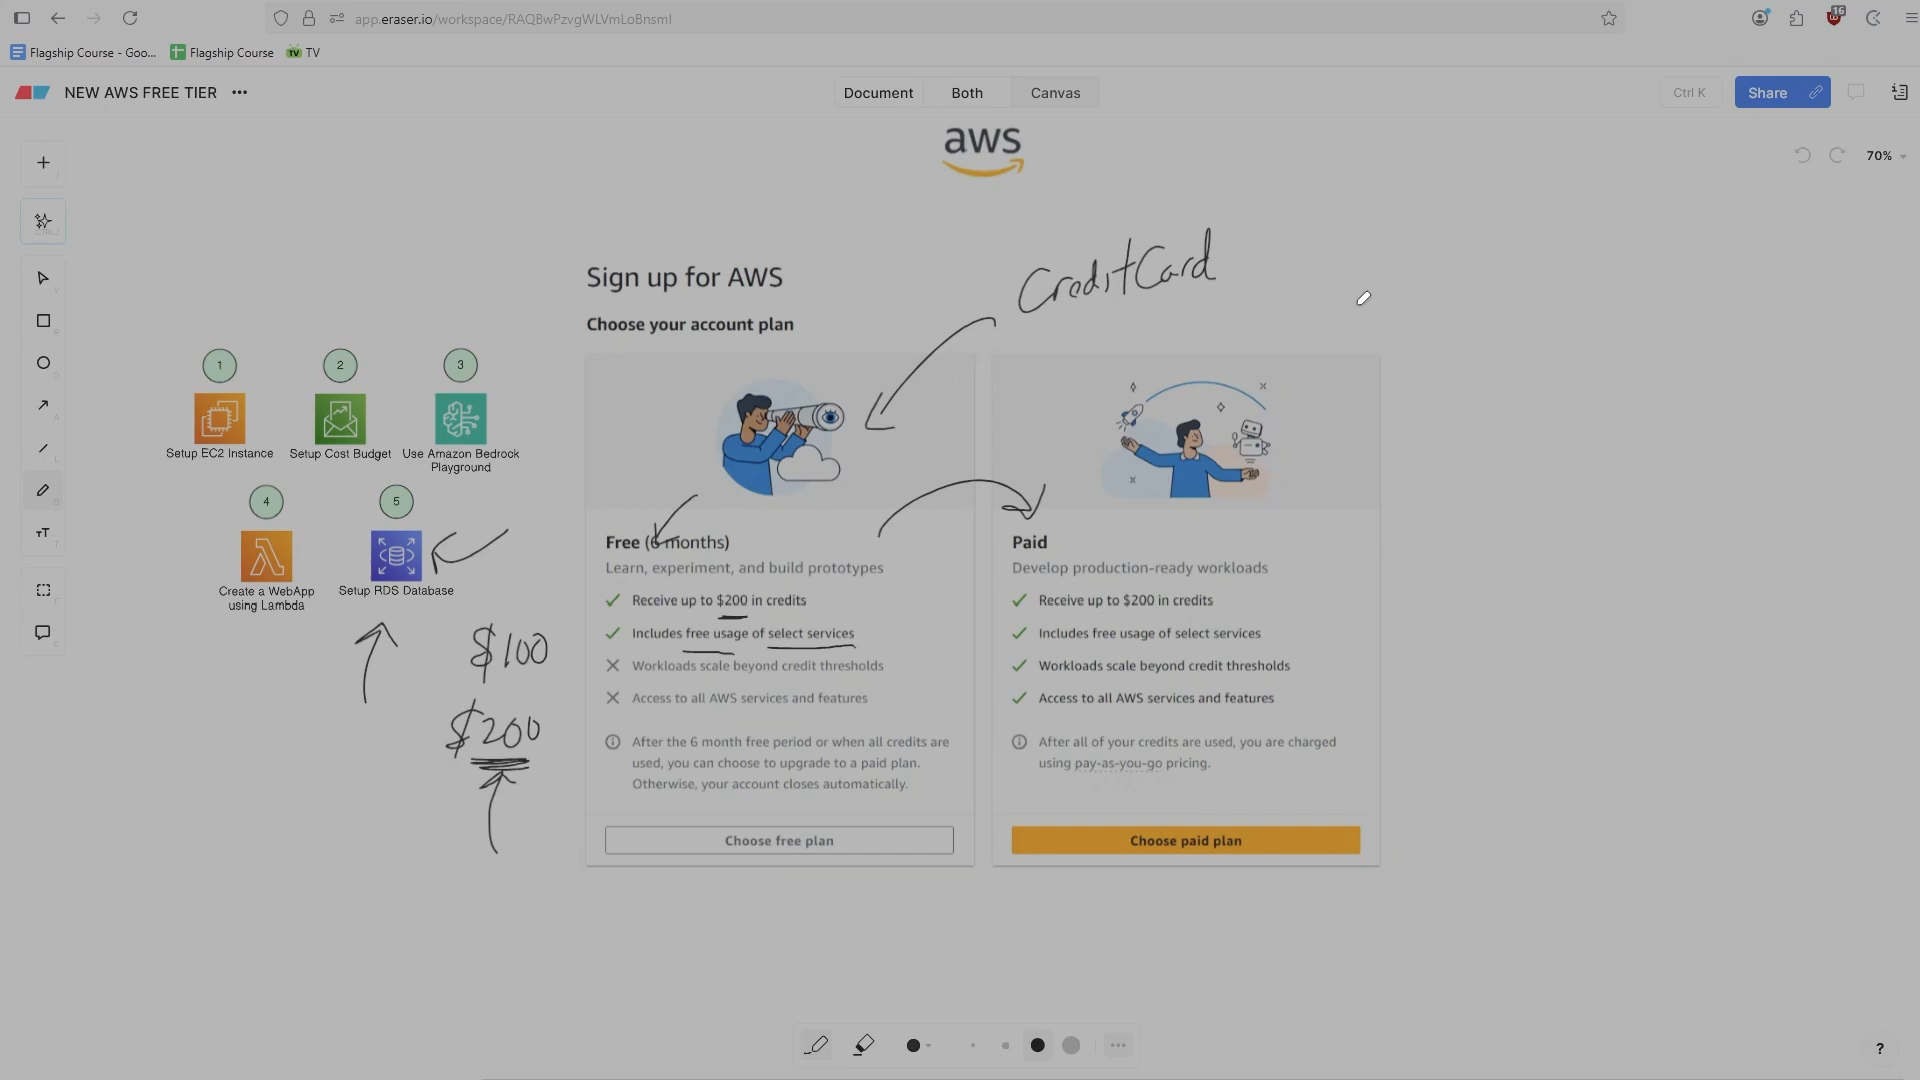 app.eraser.io/workspace/RAQBwPzvgWLVmLoBnsmI
16
Flagship Course - Goo...
Flagship Course
TV
TV
NEW AWS FREE TIER
Document
Both
Canvas
Ctrl K
Share
70%
aws
CreditCard
Sign up for AWS
Choose your account plan
1
2
3
Setup EC2 Instance
Setup Cost Budget
Use Amazon Bedrock
Playground
4
5
Create a WebApp
using Lambda
Setup RDS Database
$100
$200
Free (6 months)
Learn, experiment, and build prototypes
Receive up to $200 in credits
Includes free usage of select services
Workloads scale beyond credit thresholds
Access to all AWS services and features
After the 6 month free period or when all credits are
used, you can choose to upgrade to a paid plan.
Otherwise, your account closes automatically.
Choose free plan
Paid
Develop production-ready workloads
Receive up to $200 in credits
Includes free usage of select services
Workloads scale beyond credit thresholds
Access to all AWS services and features
After all of your credits are used, you are charged
using pay-as-you-go pricing.
Choose paid plan
?